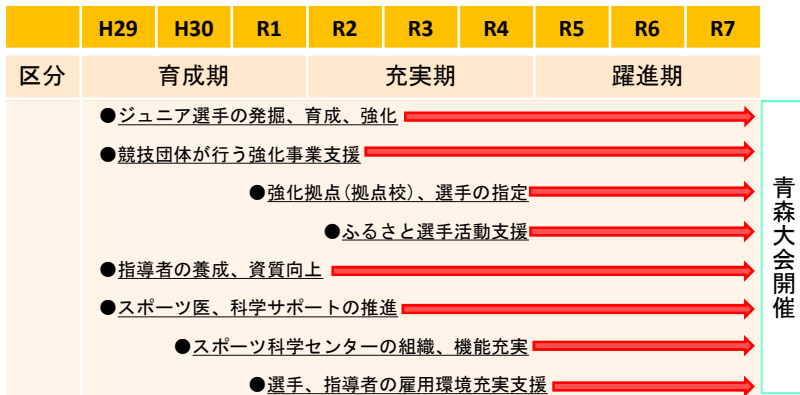 H29 H30 R1 R2 R3 R4 R5 R6 R7
区分 育成期 充実期 躍進期
●ジュニア選手の発掘、育成、強化
●競技団体が行う強化事業支援
●強化拠点(拠点校)、選手の指定
●ふるさと選手活動支援
●指導者の養成、資質向上
●スポーツ医、科学サポートの推進
●スポーツ科学センターの組織、機能充実
●選手、指導者の雇用環境充実支援
青森大会開催